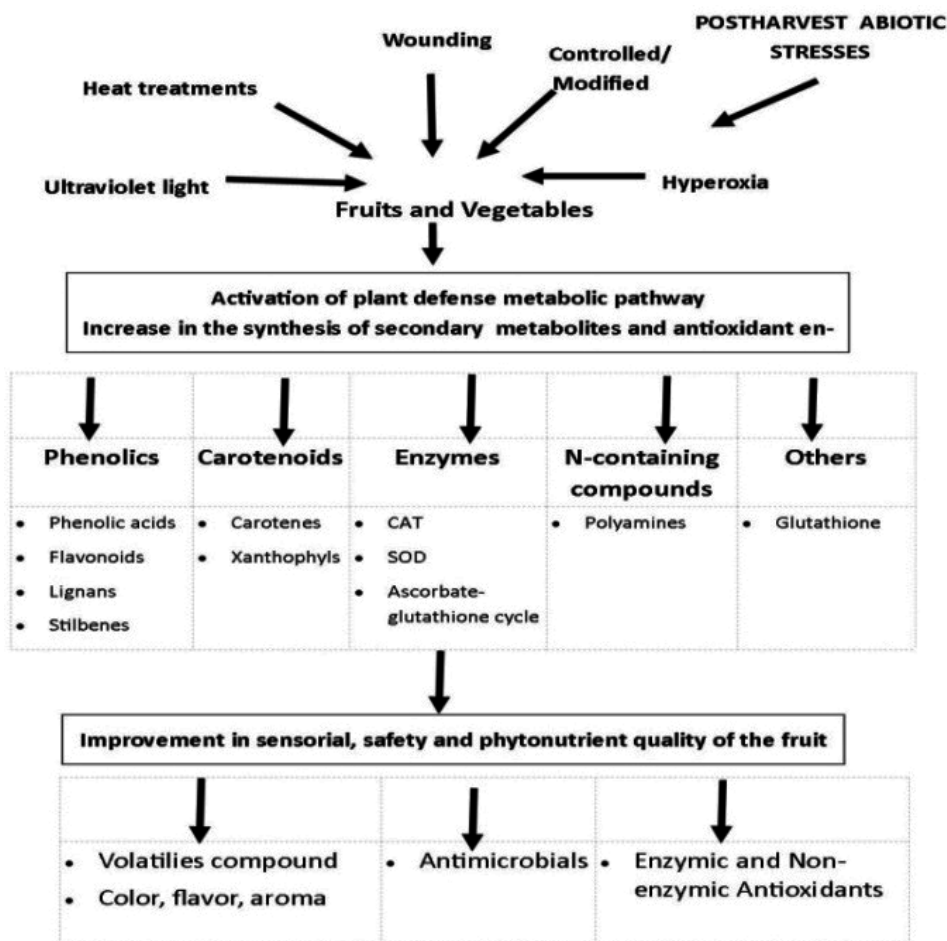 POSTHARVEST ABIOTIC
STRESSES
Wounding
Controlled/
Modified
Heat treatments
Ultraviolet light
Hyperoxia
Fruits and Vegetables
Activation of plant defense metabolic pathway
Increase in the synthesis of secondary metabolites and antioxidant en-
Phenolics
• Phenolic acids
• Flavonoids
• Lignans
• Stilbenes
Carotenoids
• Carotenes
• Xanthophyls
Enzymes
• CAT
• SOD
• Ascorbate-
glutathione cycle
N-containing
compounds
• Polyamines
Others
• Glutathione
Improvement in sensorial, safety and phytonutrient quality of the fruit
• Volatilies compound
• Color, flavor, aroma
• Antimicrobials
• Enzymic and Non-
enzymic Antioxidants